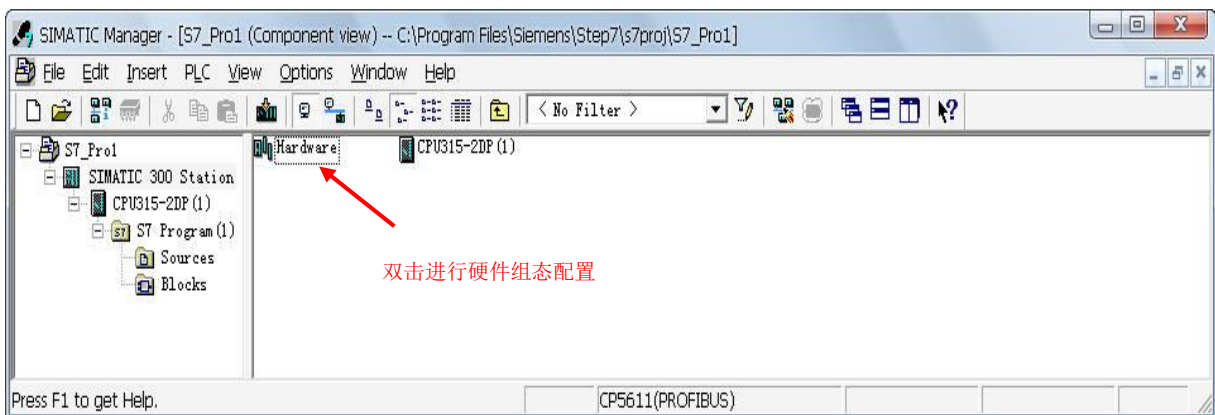 SIMATIC Manager - [S7_Pro1 (Component view) -- C:\Program Files\Siemens\Step7\s7proj\S7_Pro1]
File Edit Insert PLC View Options Window Help
< No Filter >
S7_Pro1
SIMATIC 300 Station
CPU315-2DP(1)
S7 Program(1)
Sources
Blocks
Hardware
CPU315-2DP(1)
双击进行硬件组态配置
Press F1 to get Help.
CP5611(PROFIBUS)